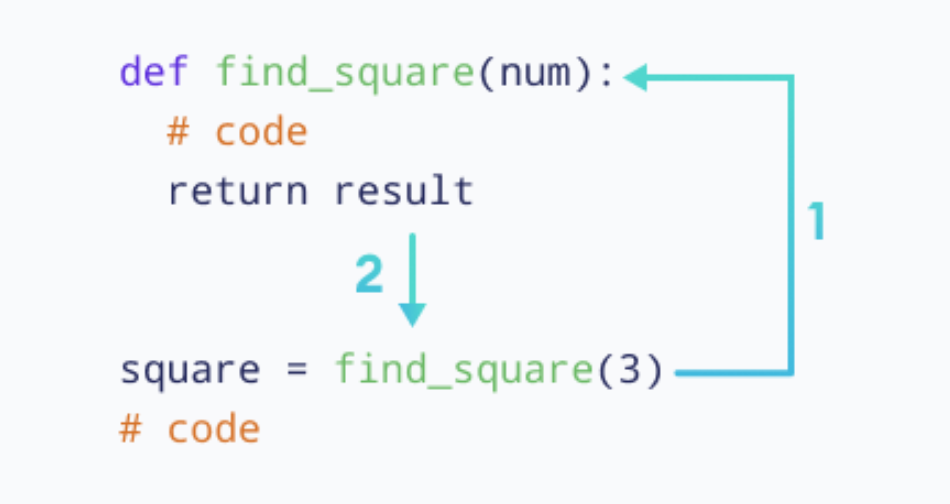 def find_square(num):
  # code
  return result
1
2
square = find_square(3)
# code